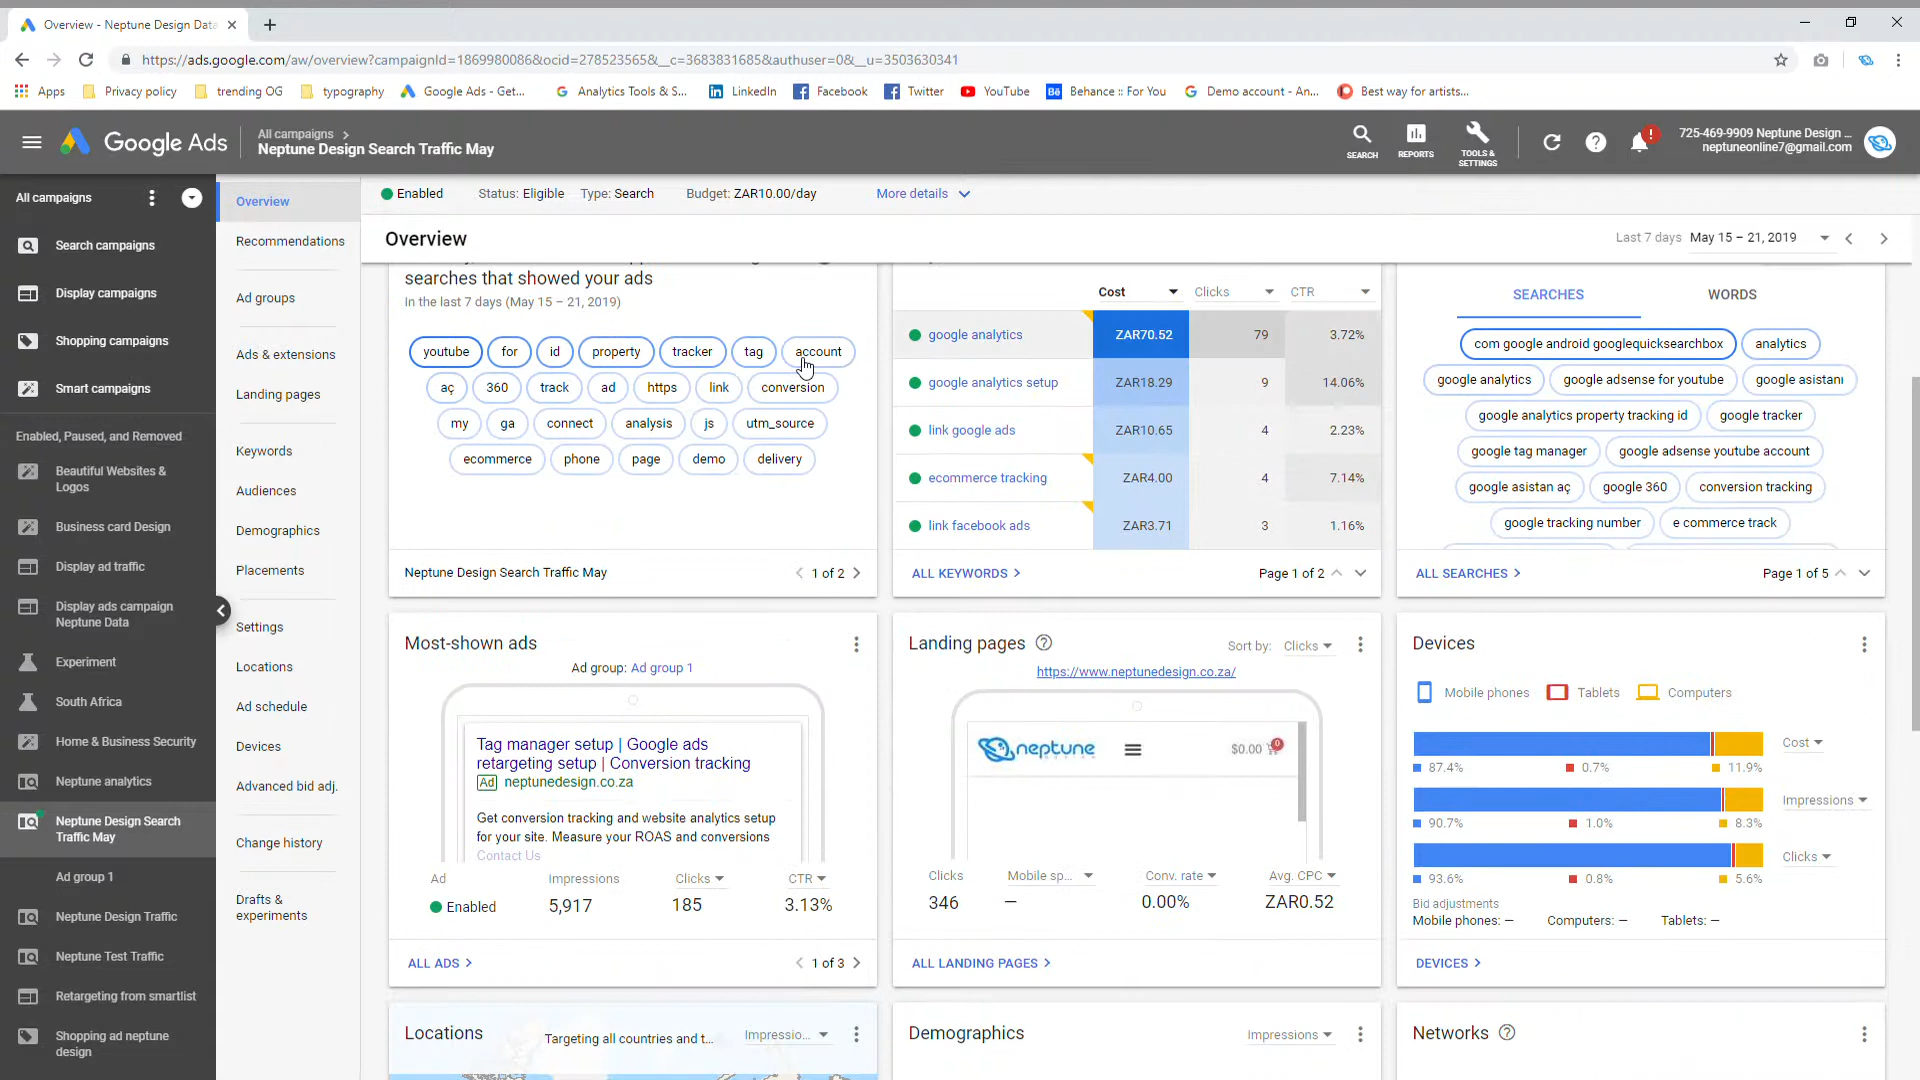 Overview - Neptune Design Data
https://ads.google.com/aw/overview?campaignId=1869980086&ocid=278523565&__c=3683831685&authuser=0&__u=3503630341
Apps
Privacy policy
trending OG
typography
Google Ads - Get...
Analytics Tools & S...
LinkedIn
Facebook
Twitter
YouTube
Behance :: For You
Demo account - An...
Best way for artists...
Google Ads
All campaigns >
Neptune Design Search Traffic May
SEARCH
REPORTS
TOOLS &
SETTINGS
725-469-9909 Neptune Design ...
neptuneonline7@gmail.com
All campaigns
Search campaigns
Display campaigns
Shopping campaigns
Smart campaigns
Enabled, Paused, and Removed
Beautiful Websites &
Logos
Business card Design
Display ad traffic
Display ads campaign
Neptune Data
Experiment
South Africa
Home & Business Security
Neptune analytics
Neptune Design Search
Traffic May
Ad group 1
Neptune Design Traffic
Neptune Test Traffic
Retargeting from smartlist
Shopping ad neptune
design
Overview
Recommendations
Ad groups
Ads & extensions
Landing pages
Keywords
Audiences
Demographics
Placements
Settings
Locations
Ad schedule
Devices
Advanced bid adj.
Change history
Drafts &
experiments
Enabled
Status: Eligible
Type: Search
Budget: ZAR10.00/day
More details
Overview
Last 7 days
May 15 – 21, 2019
searches that showed your ads
In the last 7 days (May 15 – 21, 2019)
youtube for id property tracker tag account
aç 360 track ad https link conversion
my ga connect analysis js utm_source
ecommerce phone page demo delivery
Neptune Design Search Traffic May
1 of 2
Cost Clicks CTR
google analytics ZAR70.52 79 3.72%
google analytics setup ZAR18.29 9 14.06%
link google ads ZAR10.65 4 2.23%
ecommerce tracking ZAR4.00 4 7.14%
link facebook ads ZAR3.71 3 1.16%
ALL KEYWORDS
Page 1 of 2
SEARCHES WORDS
com google android googlequicksearchbox analytics
google analytics google adsense for youtube google asistanı
google analytics property tracking id google tracker
google tag manager google adsense youtube account
google asistan aç google 360 conversion tracking
google tracking number e commerce track
ALL SEARCHES
Page 1 of 5
Most-shown ads
Ad group: Ad group 1
Tag manager setup | Google ads
retargeting setup | Conversion tracking
Ad neptunedesign.co.za
Get conversion tracking and website analytics setup
for your site. Measure your ROAS and conversions
Contact Us
Ad Impressions Clicks CTR
Enabled 5,917 185 3.13%
ALL ADS
1 of 3
Landing pages
Sort by: Clicks
https://www.neptunedesign.co.za/
neptune
$0.00 0
Clicks Mobile sp... Conv. rate Avg. CPC
346 — 0.00% ZAR0.52
ALL LANDING PAGES
Devices
Mobile phones Tablets Computers
Cost
87.4% 0.7% 11.9%
Impressions
90.7% 1.0% 8.3%
Clicks
93.6% 0.8% 5.6%
Bid adjustments
Mobile phones: — Computers: — Tablets: —
DEVICES
Locations
Targeting all countries and t...
Impressio...
Demographics
Impressions
Networks